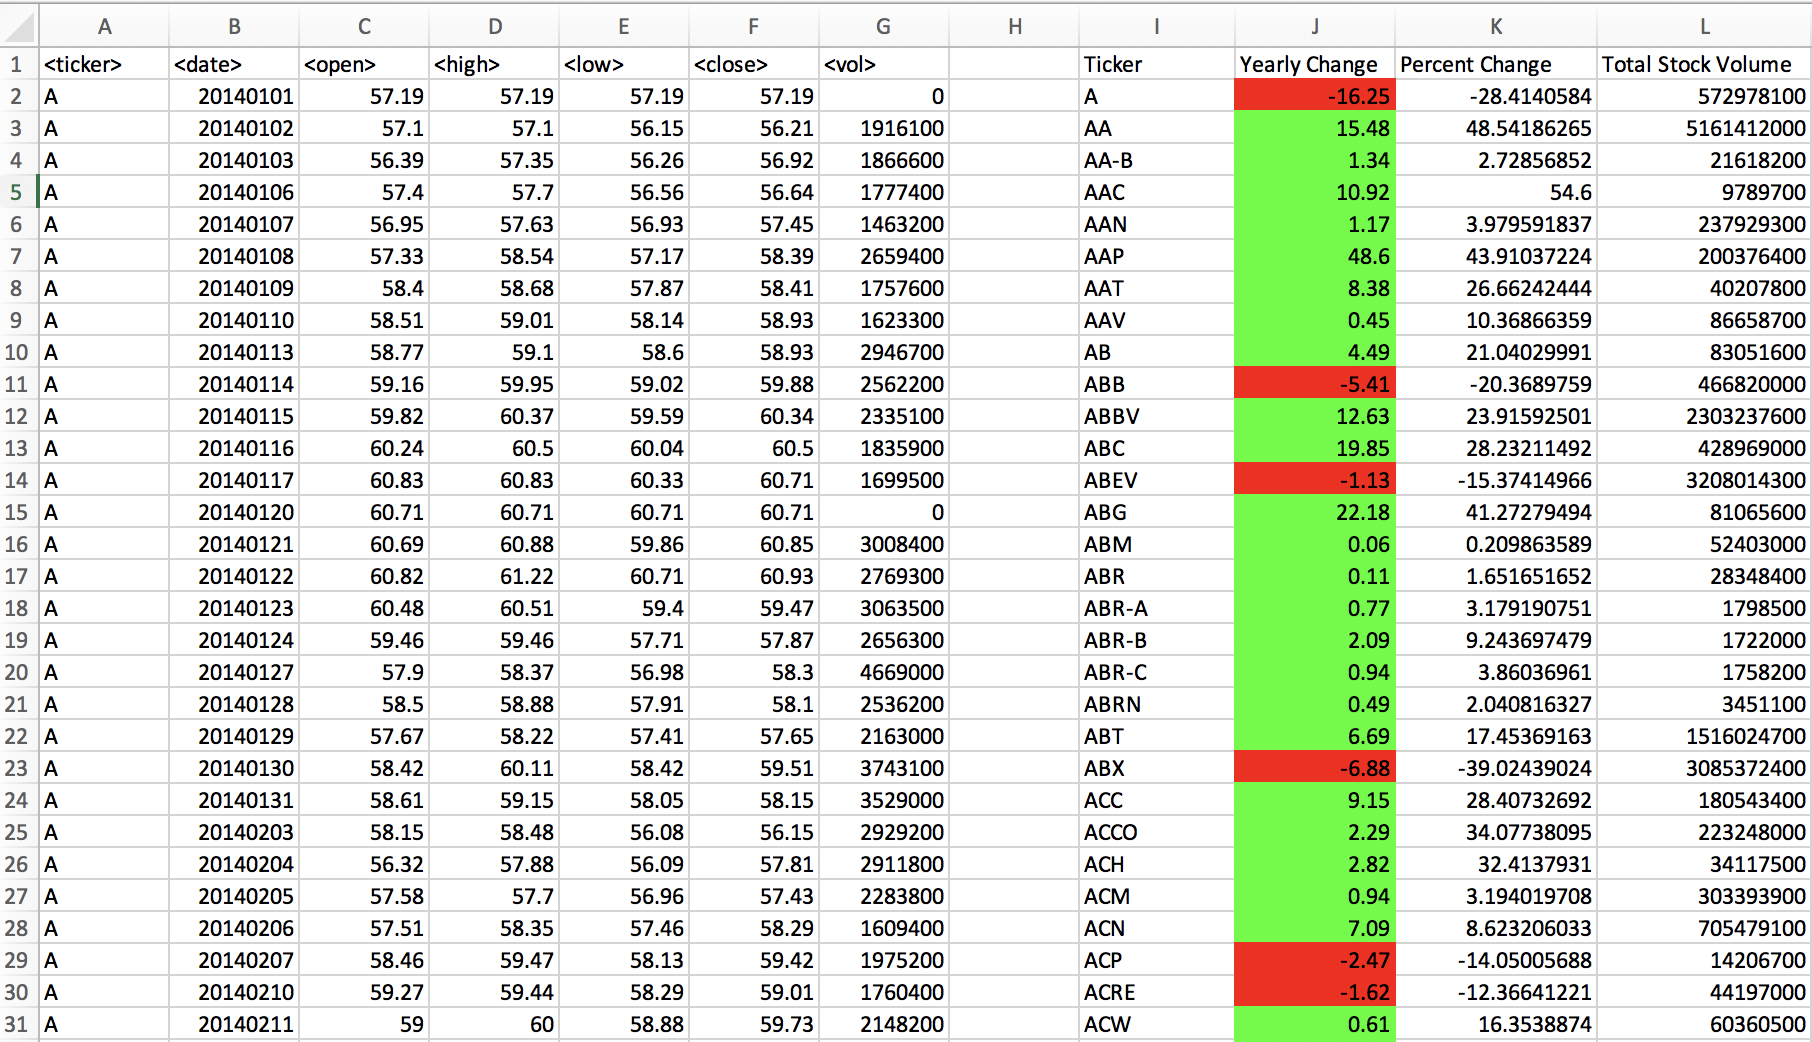 A B C D E F G H I J K L
1 <ticker> <date> <open> <high> <low> <close> <vol> Ticker Yearly Change Percent Change Total Stock Volume
2 A 20140101 57.19 57.19 57.19 57.19 0 A -16.25 -28.4140584 572978100
3 A 20140102 57.1 57.1 56.15 56.21 1916100 AA 15.48 48.54186265 5161412000
4 A 20140103 56.39 57.35 56.26 56.92 1866600 AA-B 1.34 2.72856852 21618200
5 A 20140106 57.4 57.7 56.56 56.64 1777400 AAC 10.92 54.6 9789700
6 A 20140107 56.95 57.63 56.93 57.45 1463200 AAN 1.17 3.979591837 237929300
7 A 20140108 57.33 58.54 57.17 58.39 2659400 AAP 48.6 43.91037224 200376400
8 A 20140109 58.4 58.68 57.87 58.41 1757600 AAT 8.38 26.66242444 40207800
9 A 20140110 58.51 59.01 58.14 58.93 1623300 AAV 0.45 10.36866359 86658700
10 A 20140113 58.77 59.1 58.6 58.93 2946700 AB 4.49 21.04029991 83051600
11 A 20140114 59.16 59.95 59.02 59.88 2562200 ABB -5.41 -20.3689759 466820000
12 A 20140115 59.82 60.37 59.59 60.34 2335100 ABBV 12.63 23.91592501 2303237600
13 A 20140116 60.24 60.5 60.04 60.5 1835900 ABC 19.85 28.23211492 428969000
14 A 20140117 60.83 60.83 60.33 60.71 1699500 ABEV -1.13 -15.37414966 3208014300
15 A 20140120 60.71 60.71 60.71 60.71 0 ABG 22.18 41.27279494 81065600
16 A 20140121 60.69 60.88 59.86 60.85 3008400 ABM 0.06 0.209863589 52403000
17 A 20140122 60.82 61.22 60.71 60.93 2769300 ABR 0.11 1.651651652 28348400
18 A 20140123 60.48 60.51 59.4 59.47 3063500 ABR-A 0.77 3.179190751 1798500
19 A 20140124 59.46 59.46 57.71 57.87 2656300 ABR-B 2.09 9.243697479 1722000
20 A 20140127 57.9 58.37 56.98 58.3 4669000 ABR-C 0.94 3.86036961 1758200
21 A 20140128 58.5 58.88 57.91 58.1 2536200 ABRN 0.49 2.040816327 3451100
22 A 20140129 57.67 58.22 57.41 57.65 2163000 ABT 6.69 17.45369163 1516024700
23 A 20140130 58.42 60.11 58.42 59.51 3743100 ABX -6.88 -39.02439024 3085372400
24 A 20140131 58.61 59.15 58.05 58.15 3529000 ACC 9.15 28.40732692 180543400
25 A 20140203 58.15 58.48 56.08 56.15 2929200 ACCO 2.29 34.07738095 223248000
26 A 20140204 56.32 57.88 56.09 57.81 2911800 ACH 2.82 32.4137931 34117500
27 A 20140205 57.58 57.7 56.96 57.43 2283800 ACM 0.94 3.194019708 303393900
28 A 20140206 57.51 58.35 57.46 58.29 1609400 ACN 7.09 8.623206033 705479100
29 A 20140207 58.46 59.47 58.13 59.42 1975200 ACP -2.47 -14.05005688 14206700
30 A 20140210 59.27 59.44 58.29 59.01 1760400 ACRE -1.62 -12.36641221 44197000
31 A 20140211 59 60 58.88 59.73 2148200 ACW 0.61 16.3538874 60360500